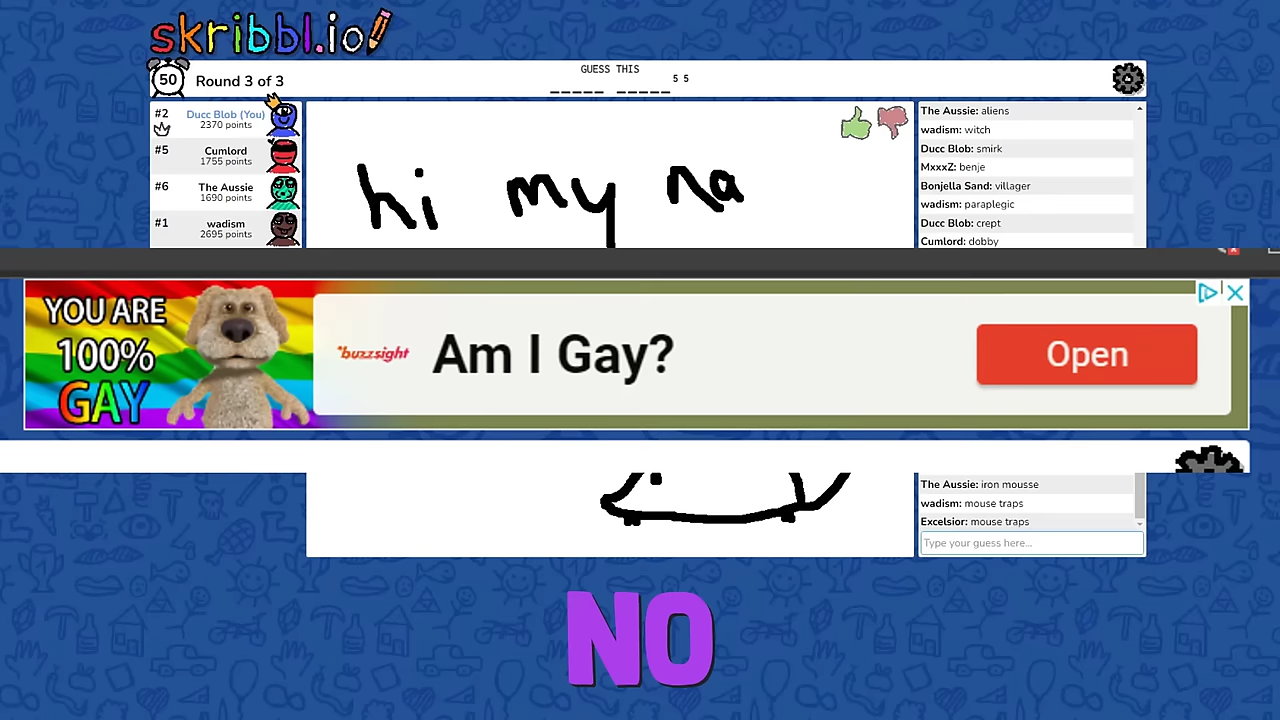 skribbl.io
50
Round 3 of 3
GUESS THIS
_____ _____ 5 5
#2
Ducc Blob (You)
2370 points
#5
Cumlord
1755 points
#6
The Aussie
1690 points
#1
wadism
2695 points
hi my na
The Aussie: aliens
wadism: witch
Ducc Blob: smirk
MxxxZ: benje
Bonjella Sand: villager
wadism: paraplegic
Ducc Blob: crept
Cumlord: dobby
YOU ARE
100%
GAY
*buzzsight
Am I Gay?
Open
The Aussie: iron mousse
wadism: mouse traps
Excelsior: mouse traps
Type your guess here...
NO